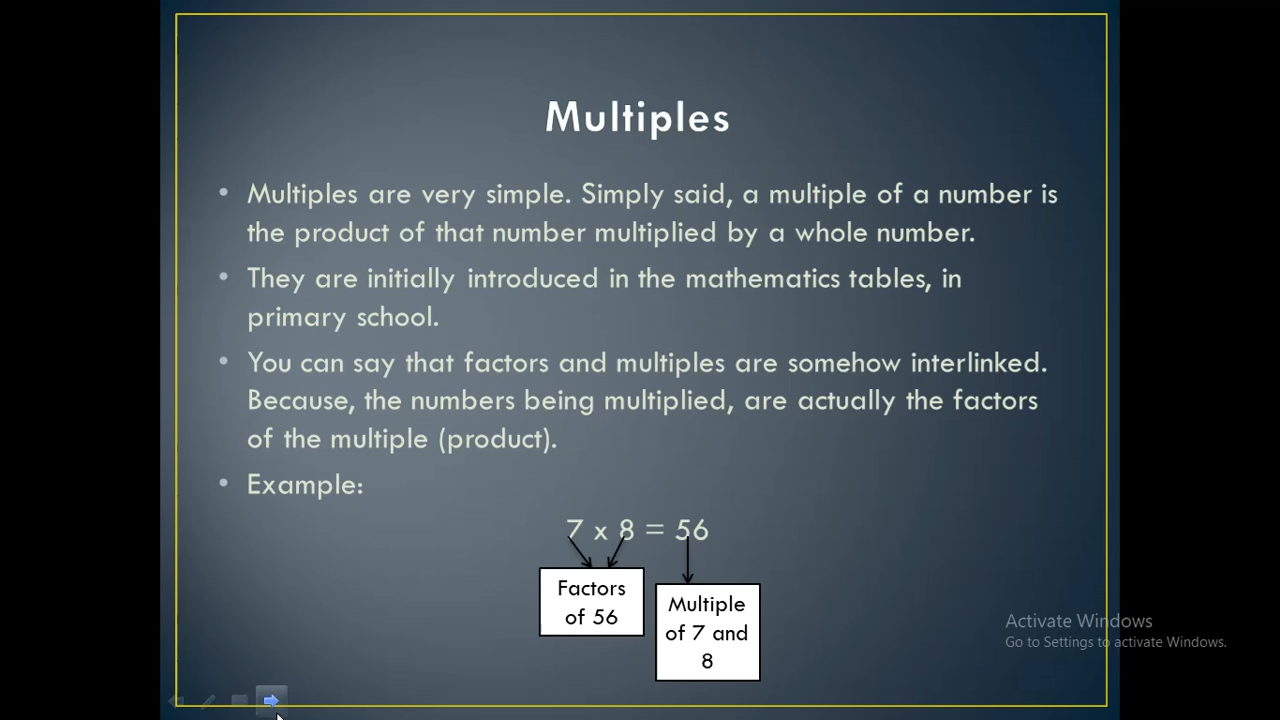 Multiples
• Multiples are very simple. Simply said, a multiple of a number is
the product of that number multiplied by a whole number.
• They are initially introduced in the mathematics tables, in
primary school.
• You can say that factors and multiples are somehow interlinked.
Because, the numbers being multiplied, are actually the factors
of the multiple (product).
• Example:
7 x 8 = 56
Factors
of 56
Multiple
of 7 and
8
Activate Windows
Go to Settings to activate Windows.